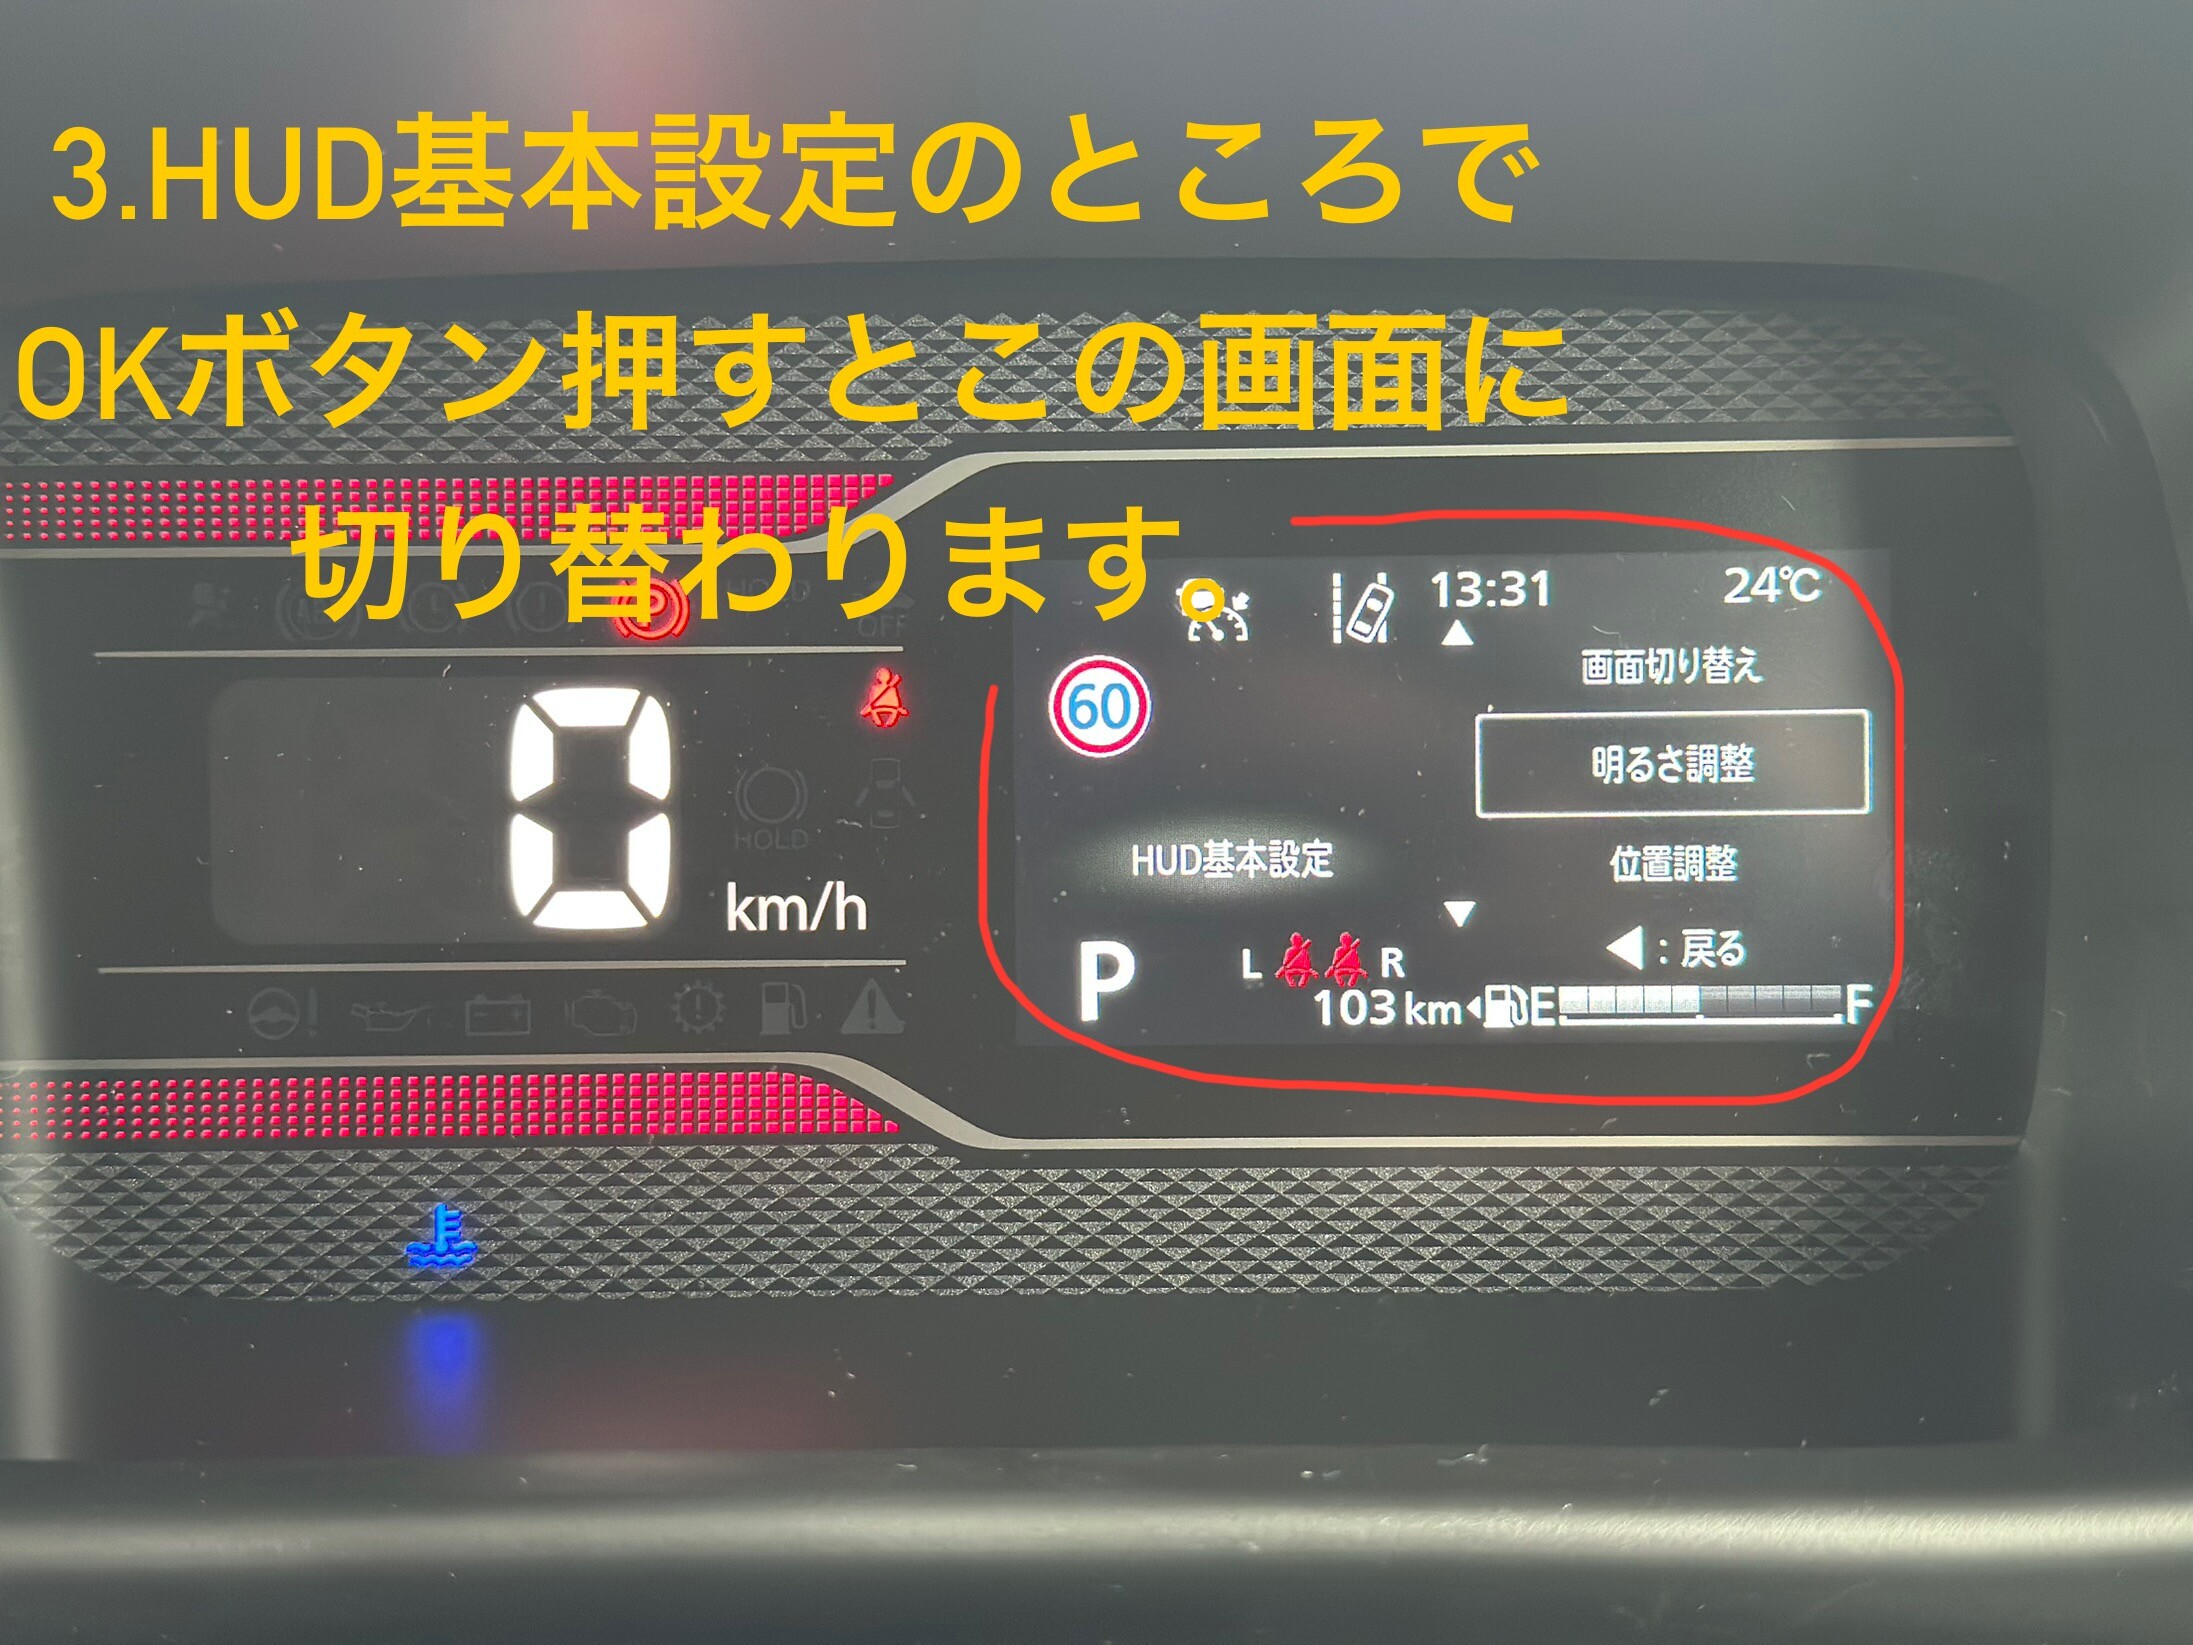 3.HUD基本設定のところで
OKボタン押すとこの画面に
切り替わります。
HOLD
OFF
13:31
24℃
画面切り替え
60
明るさ調整
0
HOLD
km/h
HUD基本設定
位置調整
:戻る
P
L R
103km E F